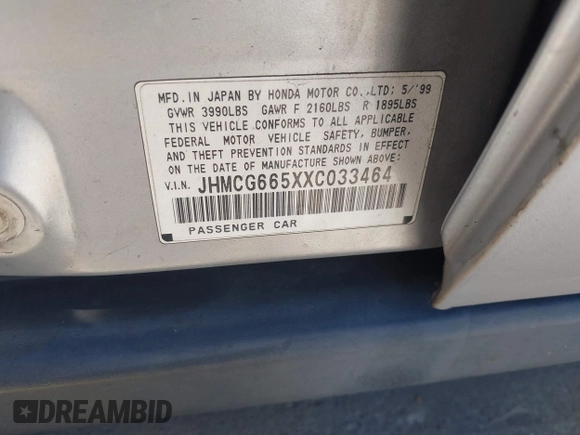 MFD. IN JAPAN BY HONDA MOTOR CO.,LTD; 5/'99
GVWR 3990LBS GAWR F 2160LBS R 1895LBS
THIS VEHICLE CONFORMS TO ALL APPLICABLE
FEDERAL MOTOR VEHICLE SAFETY, BUMPER,
AND THEFT PREVENTION STANDARDS IN EFFECT
ON THE DATE OF MANUFACTURE SHOWN ABOVE:
V.I.N. JHMCG665XXC033464
PASSENGER CAR
DREAMBID